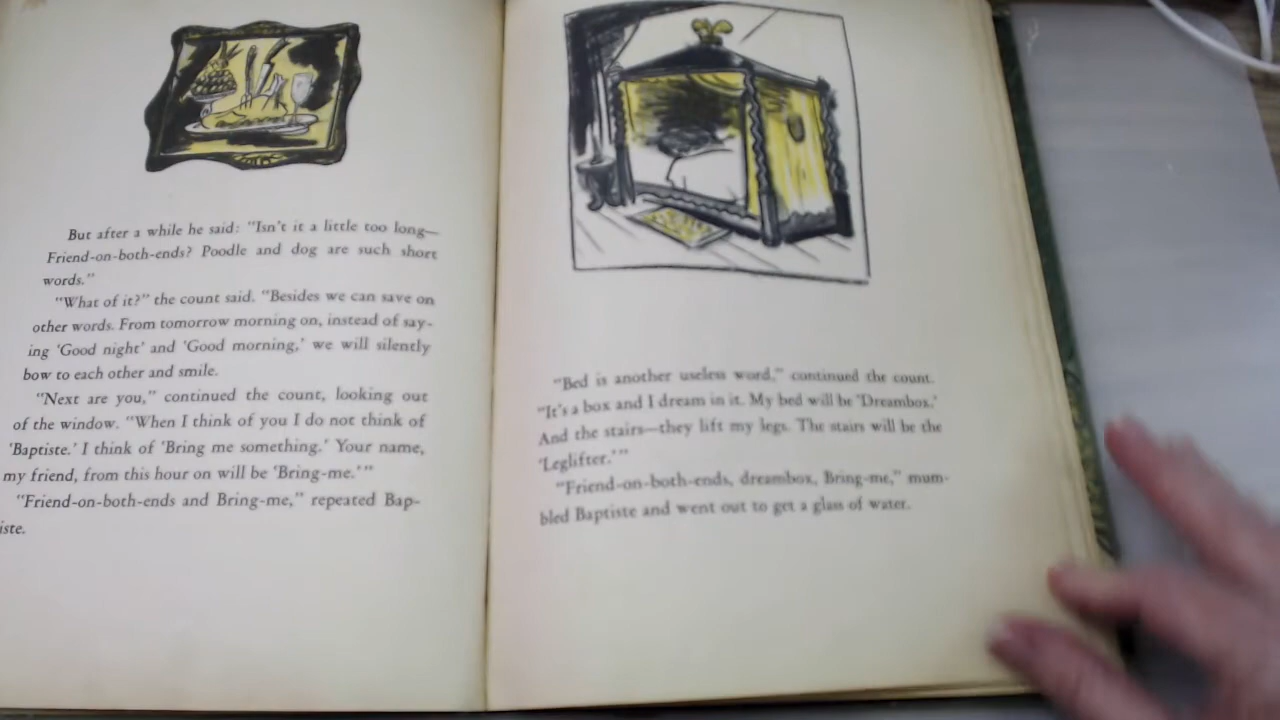 But after a while he said: "Isn't it a little too long—
Friend-on-both-ends? Poodle and dog are such short
words."
"What of it?" the count said. "Besides we can save on
other words. From tomorrow morning on, instead of say-
ing 'Good night' and 'Good morning,' we will silently
bow to each other and smile.
"Next are you," continued the count, looking out
of the window. "When I think of you I do not think of
'Baptiste.' I think of 'Bring me something.' Your name,
my friend, from this hour on will be 'Bring-me.'"
"Friend-on-both-ends and Bring-me," repeated Bap-
iste.
"Bed is another useless word," continued the count.
"It's a box and I dream in it. My bed will be 'Dreambox.'
And the stairs—they lift my legs. The stairs will be the
'Leglifter.'"
"Friend-on-both-ends, dreambox, Bring-me," mum-
bled Baptiste and went out to get a glass of water.